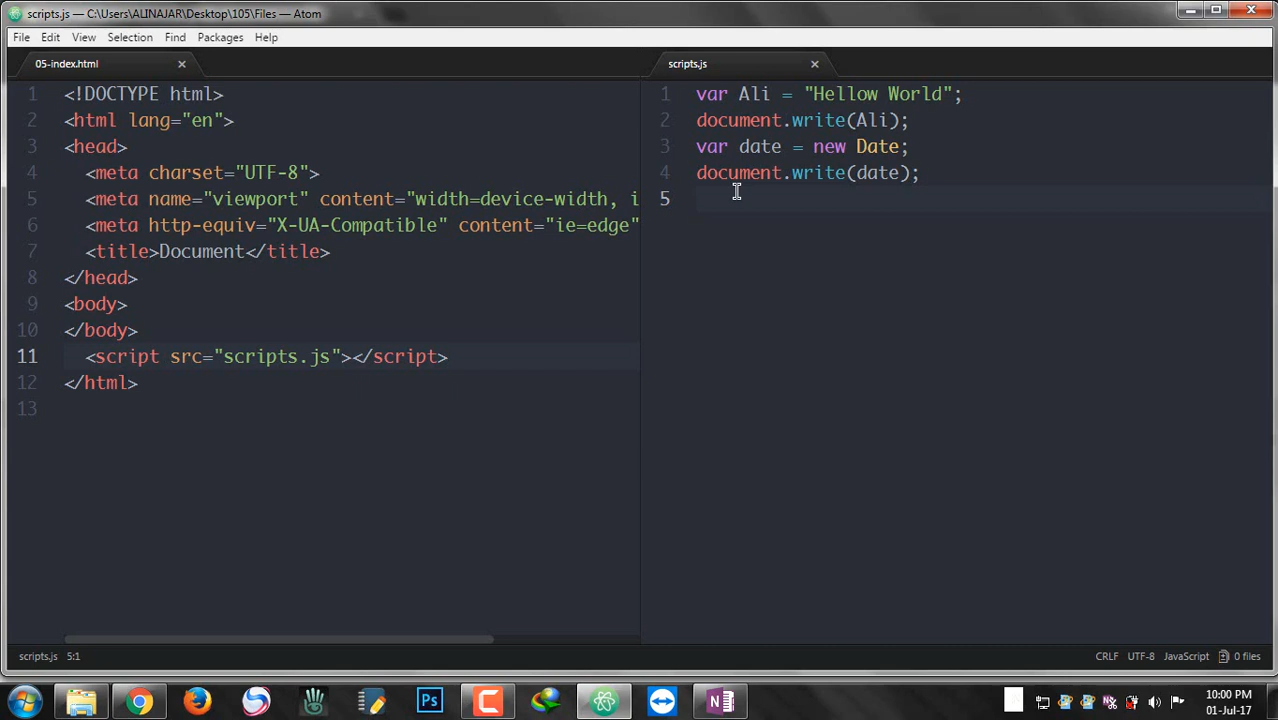 scripts.js — C:\Users\ALINAJAR\Desktop\105\Files — Atom
File Edit View Selection Find Packages Help
05-index.html
1 <!DOCTYPE html>
2 <html lang="en">
3 <head>
4 <meta charset="UTF-8">
5 <meta name="viewport" content="width=device-width, i
6 <meta http-equiv="X-UA-Compatible" content="ie=edge"
7 <title>Document</title>
8 </head>
9 <body>
10 </body>
11 <script src="scripts.js"></script>
12 </html>
13
scripts.js
1 var Ali = "Hellow World";
2 document.write(Ali);
3 var date = new Date;
4 document.write(date);
5
scripts.js 5:1
CRLF UTF-8 JavaScript 0 files
Ps
10:00 PM
01-Jul-17